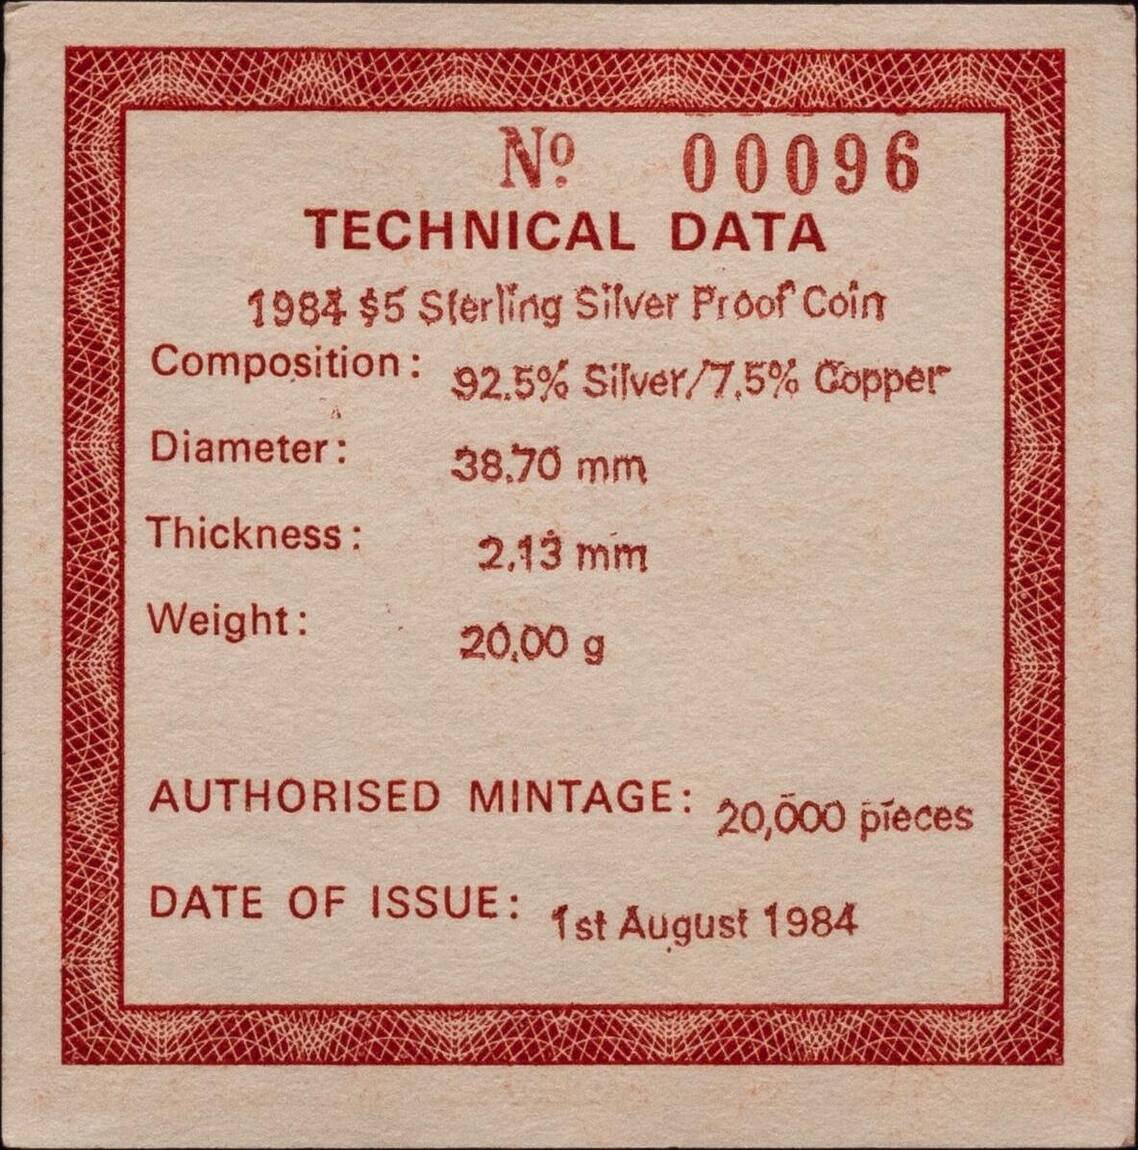 Nº 00096
TECHNICAL DATA
1984 $5 Sterling Silver Proof Coin
Composition: 92.5% Silver/7.5% Copper
Diameter: 38.70 mm
Thickness: 2.13 mm
Weight: 20.00 g
AUTHORISED MINTAGE: 20,000 pieces
DATE OF ISSUE: 1st August 1984